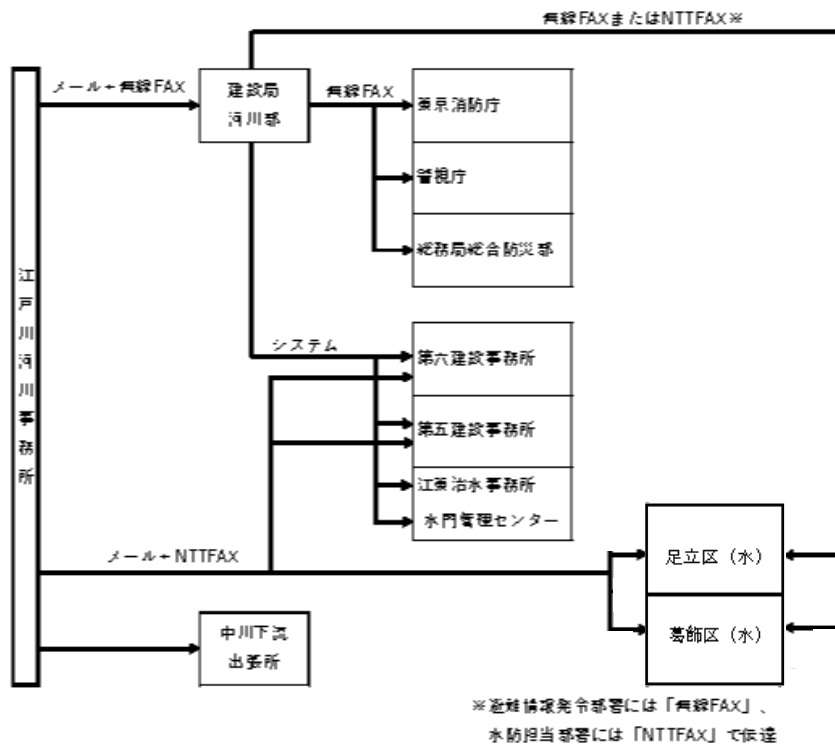 無線FAXまたはNTTFAX※
メール+無線FAX
建設局
河川部
無線FAX
東京消防庁
警視庁
総務局総合防災部
江戸川河川事務所
システム
第六建設事務所
第五建設事務所
江東治水事務所
水門管理センター
メール+NTTFAX
足立区（水）
葛飾区（水）
中川下流
出張所
※避難情報発令部署には「無線FAX」、
水防担当部署には「NTTFAX」で伝達